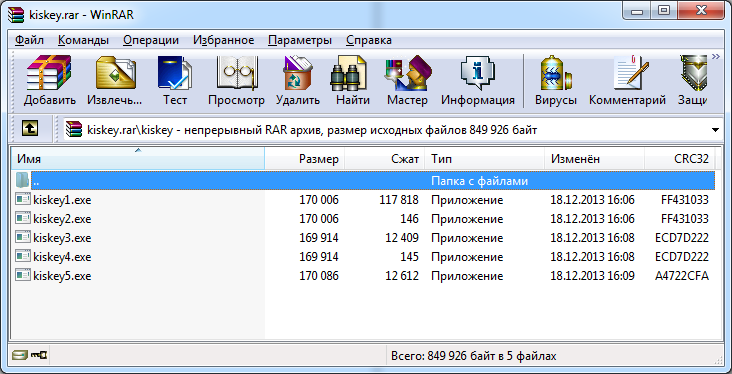 kiskey.rar - WinRAR
Файл Команды Операции Избранное Параметры Справка
Добавить Извлечь... Тест Просмотр Удалить Найти Мастер Информация Вирусы Комментарий Защи
kiskey.rar\kiskey - непрерывный RAR архив, размер исходных файлов 849 926 байт
Имя Размер Сжат Тип Изменён CRC32
.. Папка с файлами
kiskey1.exe 170 006 117 818 Приложение 18.12.2013 16:06 FF431033
kiskey2.exe 170 006 146 Приложение 18.12.2013 16:06 FF431033
kiskey3.exe 169 914 12 409 Приложение 18.12.2013 16:08 ECD7D222
kiskey4.exe 169 914 145 Приложение 18.12.2013 16:08 ECD7D222
kiskey5.exe 170 086 12 612 Приложение 18.12.2013 16:09 A4722CFA
Всего: 849 926 байт в 5 файлах